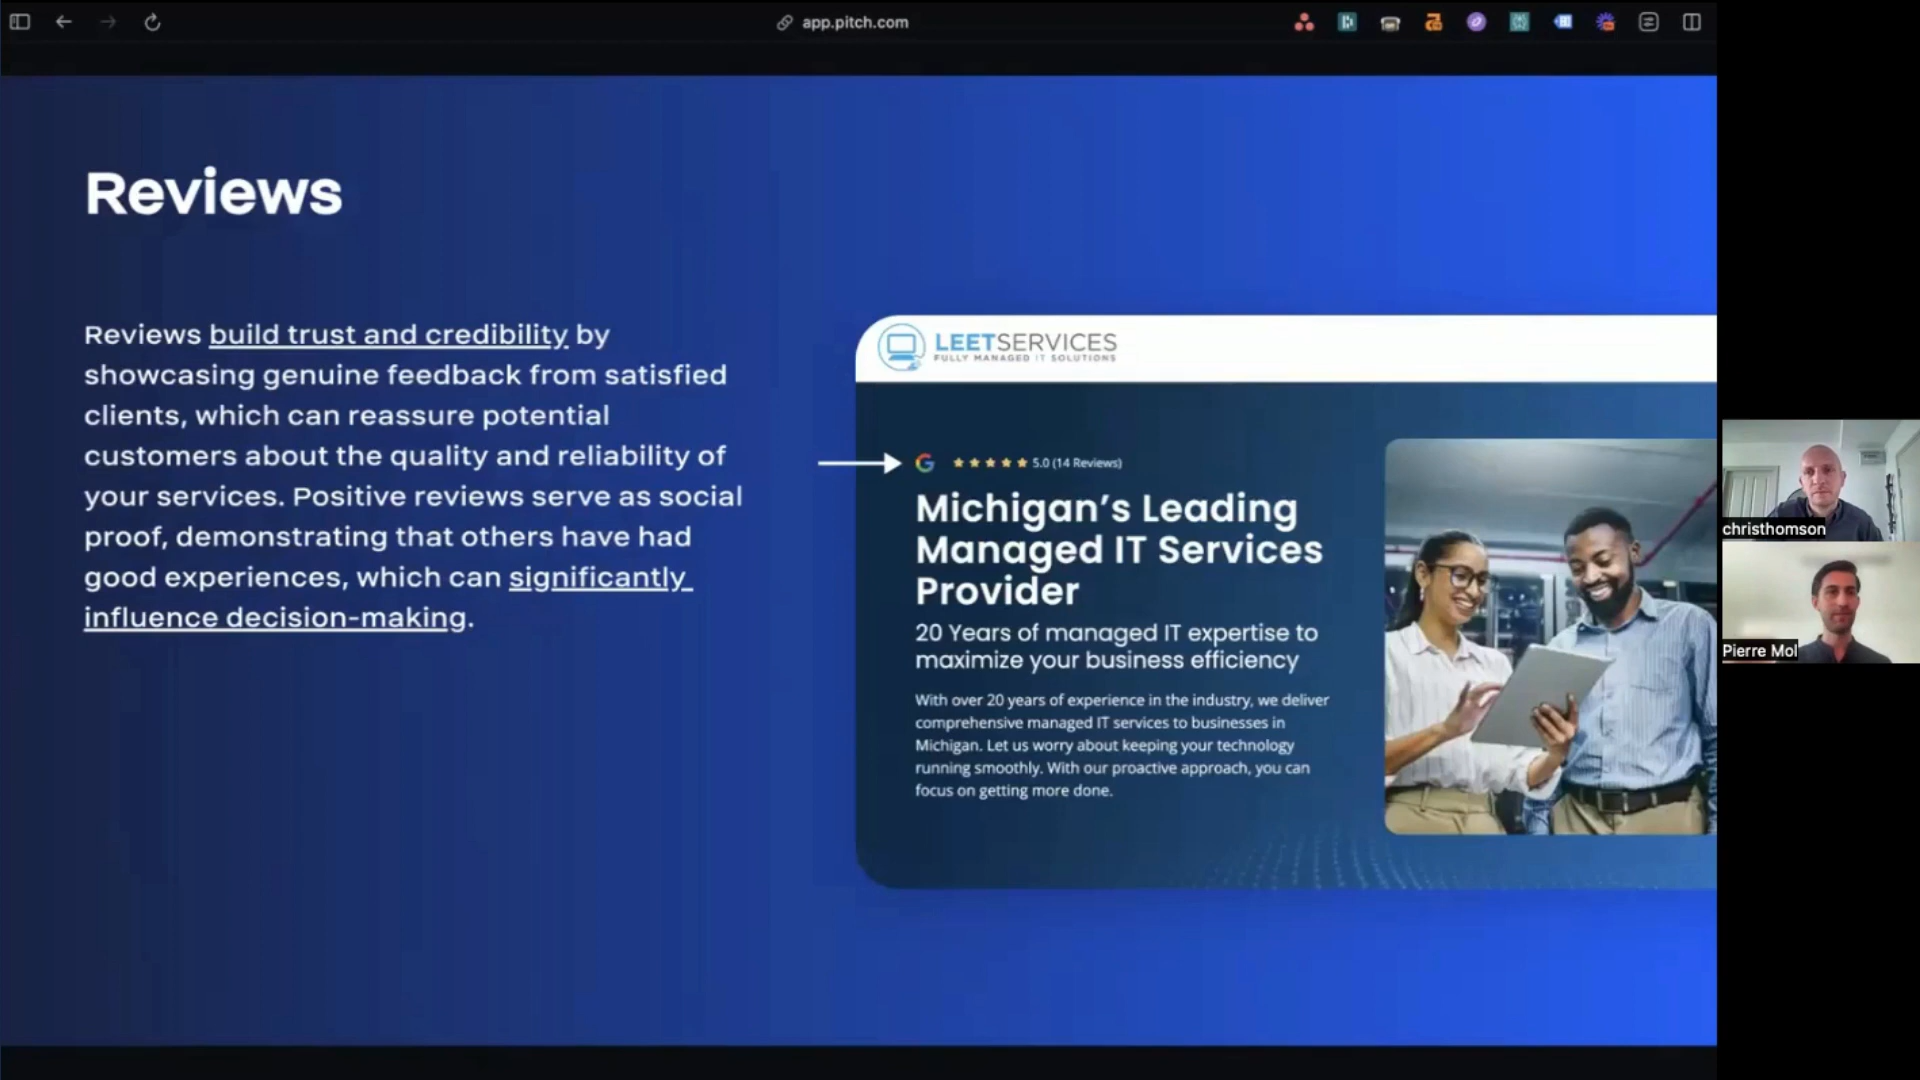 app.pitch.com
Reviews
Reviews build trust and credibility by
showcasing genuine feedback from satisfied
clients, which can reassure potential
customers about the quality and reliability of
your services. Positive reviews serve as social
proof, demonstrating that others have had
good experiences, which can significantly
influence decision-making.
LEETSERVICES
FULLY MANAGED IT SOLUTIONS
5.0 (14 Reviews)
Michigan’s Leading
Managed IT Services
Provider
20 Years of managed IT expertise to
maximize your business efficiency
With over 20 years of experience in the industry, we deliver
comprehensive managed IT services to businesses in
Michigan. Let us worry about keeping your technology
running smoothly. With our proactive approach, you can
focus on getting more done.
christhomson
Pierre Mol